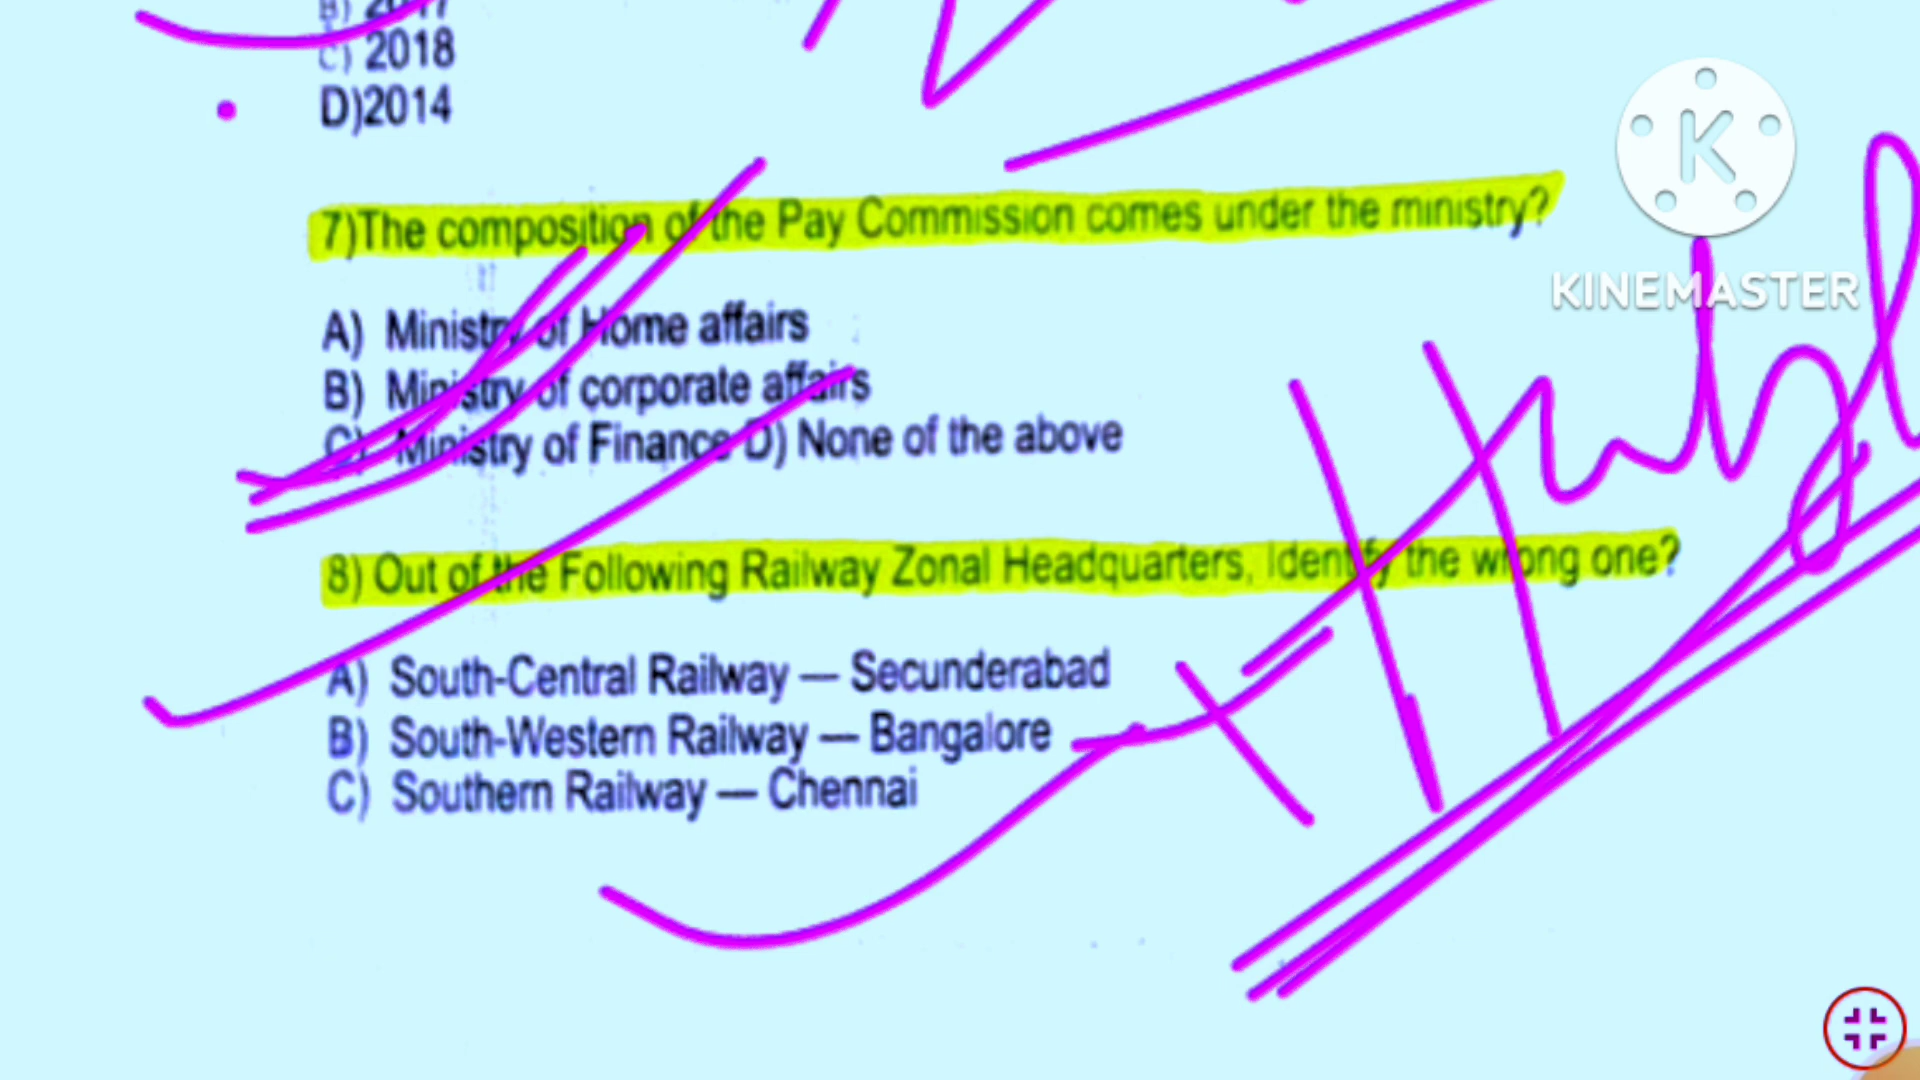 B) 2017
C) 2018
D)2014
7)The composition of the Pay Commission comes under the ministry?
A) Ministry of Home affairs
B) Ministry of corporate affairs
C) Ministry of Finance D) None of the above
8) Out of the Following Railway Zonal Headquarters, Identify the wrong one?
A) South-Central Railway — Secunderabad
B) South-Western Railway — Bangalore
C) Southern Railway — Chennai
K
KINEMASTER